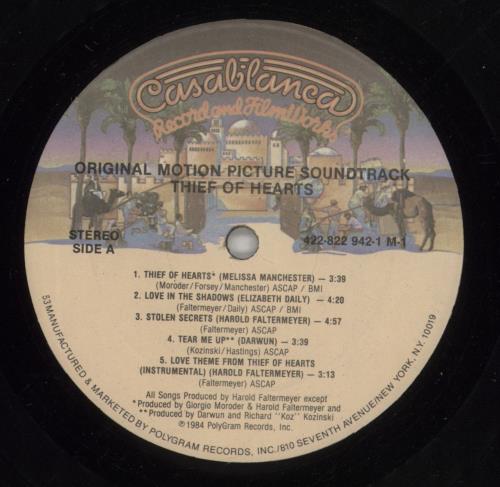 Casablanca
Record and FilmWorks
ORIGINAL MOTION PICTURE SOUNDTRACK
THIEF OF HEARTS
STEREO
SIDE A
422-822 942-1 M-1
1. THIEF OF HEARTS* (MELISSA MANCHESTER) — 3:39
(Moroder/Forsey/Manchester) ASCAP / BMI
2. LOVE IN THE SHADOWS (ELIZABETH DAILY) — 4:20
(Faltermeyer/Daily) ASCAP / BMI
3. STOLEN SECRETS (HAROLD FALTERMEYER) — 4:57
(Faltermeyer) ASCAP
4. TEAR ME UP** (DARWUN) — 3:39
(Kozinski/Hastings) ASCAP
5. LOVE THEME FROM THIEF OF HEARTS
(INSTRUMENTAL) (HAROLD FALTERMEYER) — 3:13
(Faltermeyer) ASCAP
All Songs Produced by Harold Faltermeyer except
*Produced by Giorgio Moroder & Harold Faltermeyer and
**Produced by Darwun and Richard "Koz" Kozinski
℗1984 PolyGram Records, Inc.
53 MANUFACTURED & MARKETED BY POLYGRAM RECORDS, INC./810 SEVENTH AVENUE/NEW YORK, N.Y. 10019